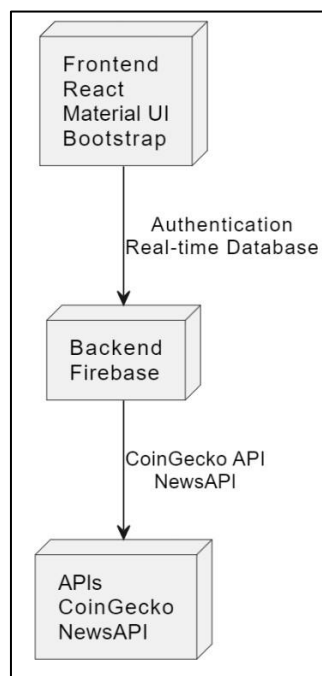 Frontend
React
Material UI
Bootstrap
Authentication
Real-time Database
Backend
Firebase
CoinGecko API
NewsAPI
APIs
CoinGecko
NewsAPI